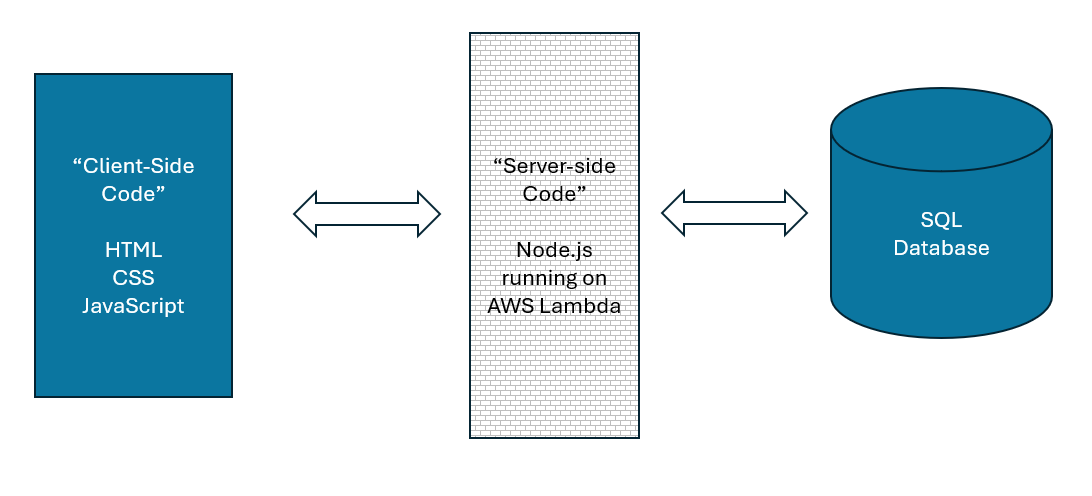 “Client-Side
Code”
HTML
CSS
JavaScript
“Server-side
Code”
Node.js
running on
AWS Lambda
SQL
Database